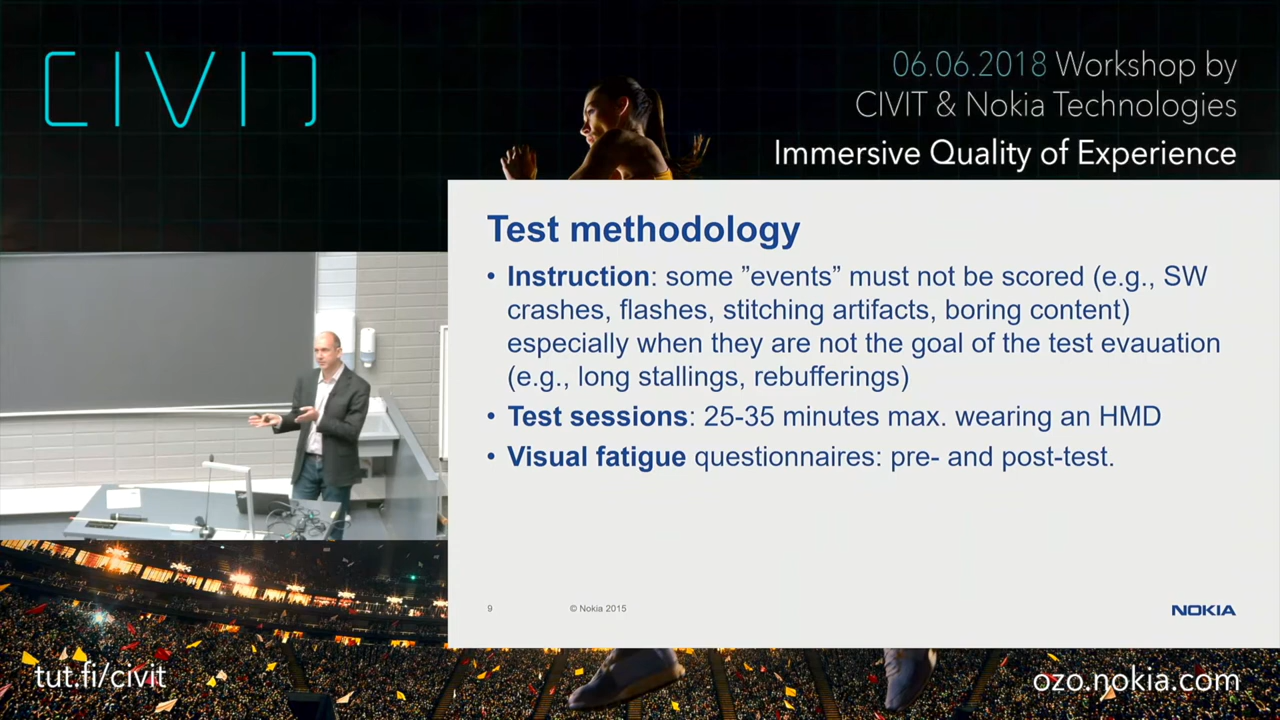 CIVIT
06.06.2018 Workshop by
CIVIT & Nokia Technologies
Immersive Quality of Experience
Test methodology
• Instruction: some ”events” must not be scored (e.g., SW
crashes, flashes, stitching artifacts, boring content)
especially when they are not the goal of the test evauation
(e.g., long stallings, rebufferings)
• Test sessions: 25-35 minutes max. wearing an HMD
• Visual fatigue questionnaires: pre- and post-test.
9
© Nokia 2015
NOKIA
tut.fi/civit
ozo.nokia.com